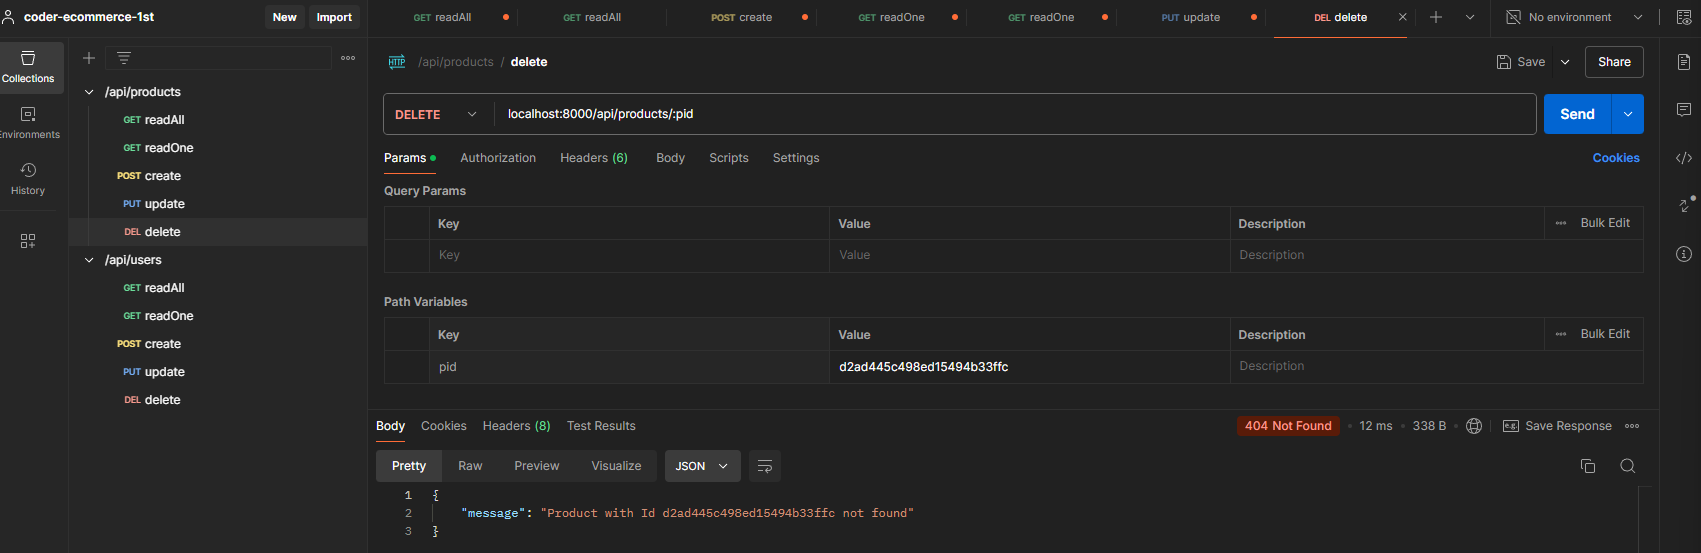 coder-ecommerce-1st New Import GET readAll GET readAll POST create GET readOne GET readOne PUT update DEL delete No environment
Collections
Environments
History
/api/products
GET readAll
GET readOne
POST create
PUT update
DEL delete
/api/users
GET readAll
GET readOne
POST create
PUT update
DEL delete
HTTP /api/products / delete Save Share
DELETE localhost:8000/api/products/:pid Send
Params Authorization Headers (6) Body Scripts Settings Cookies
Query Params
Key Value Description Bulk Edit
Key Value Description
Path Variables
Key Value Description Bulk Edit
pid d2ad445c498ed15494b33ffc Description
Body Cookies Headers (8) Test Results 404 Not Found 12 ms 338 B e.g. Save Response
Pretty Raw Preview Visualize JSON
1 {
2 "message": "Product with Id d2ad445c498ed15494b33ffc not found"
3 }